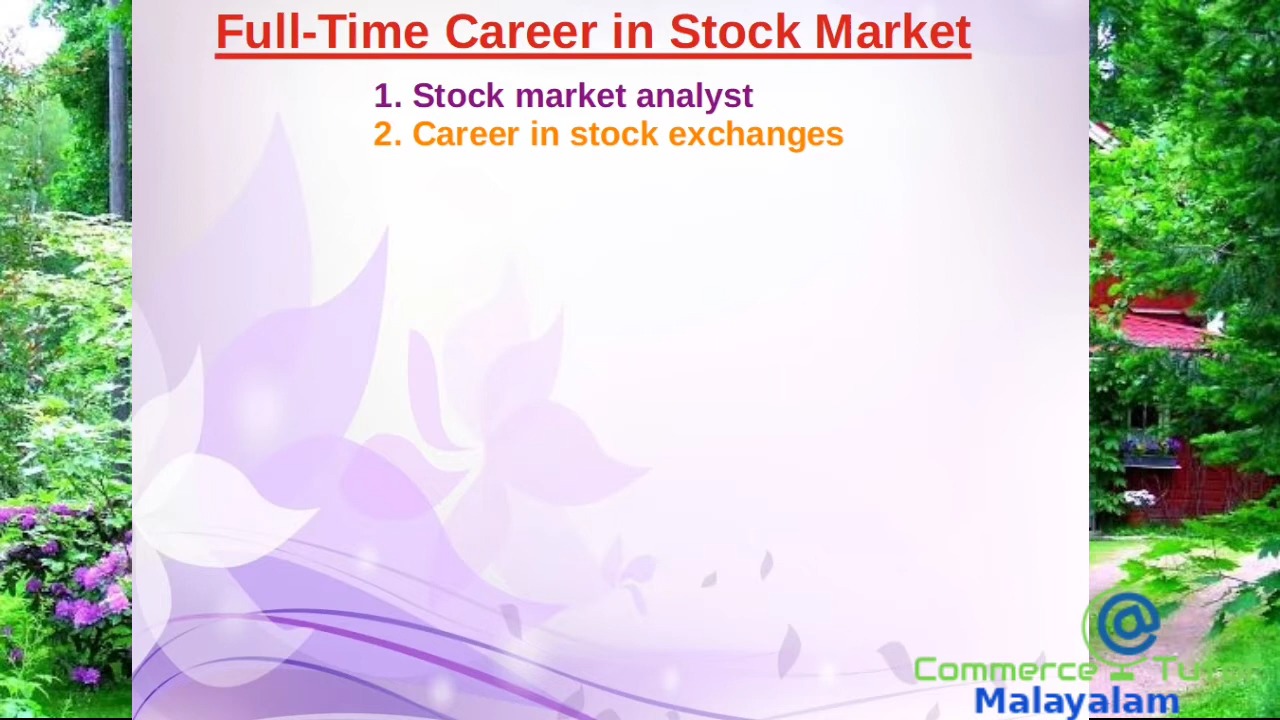 Full-Time Career in Stock Market
1. Stock market analyst
2. Career in stock exchanges
@
Commerce Tu
Malayalam